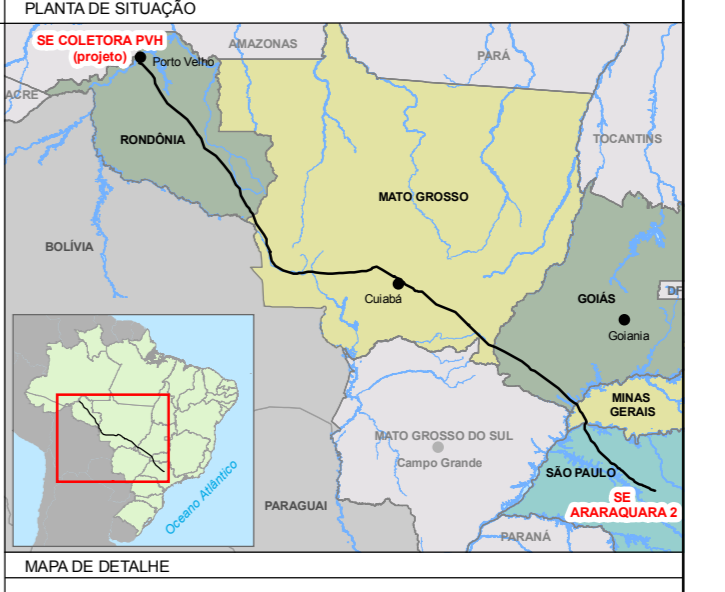 PLANTA DE SITUAÇÃO
SE COLETORA PVH
(projeto)
Porto Velho
AMAZONAS
PARÁ
ACRE
TOCANTINS
RONDÔNIA
MATO GROSSO
BOLÍVIA
Cuiabá
GOIÁS
DF
Goiania
MINAS
GERAIS
MATO GROSSO DO SUL
Campo Grande
SÃO PAULO
SE
ARARAQUARA 2
PARAGUAI
PARANÁ
Oceano Atlântico
MAPA DE DETALHE